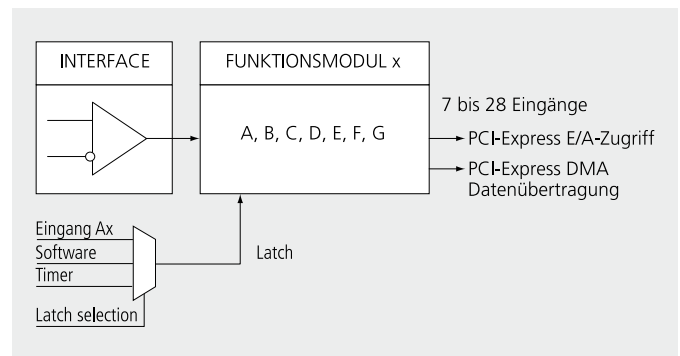 INTERFACE
FUNKTIONSMODUL x
A, B, C, D, E, F, G
7 bis 28 Eingänge
PCI-Express E/A-Zugriff
PCI-Express DMA
Datenübertragung
Eingang Ax
Software
Timer
Latch
Latch selection